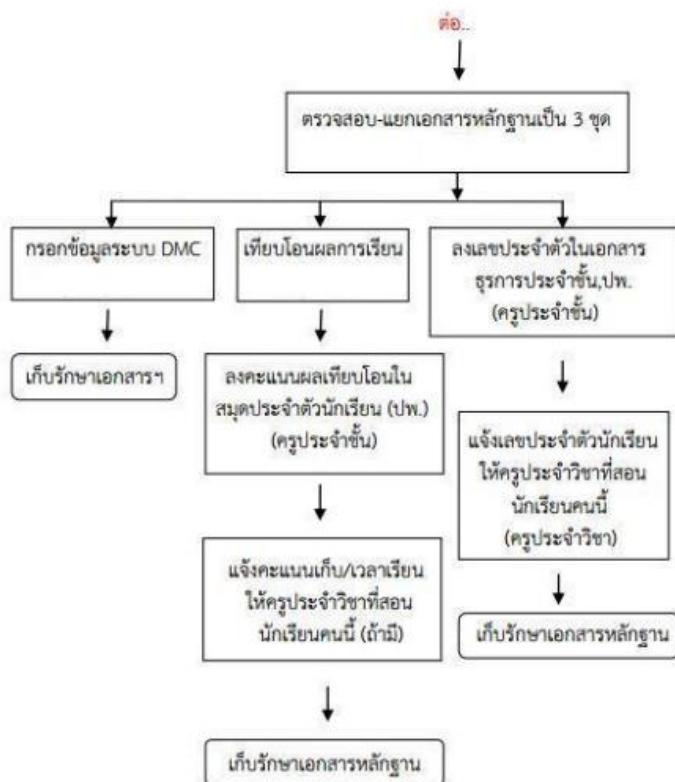 ต่อ..
ตรวจสอบ-แยกเอกสารหลักฐานเป็น 3 ชุด
กรอกข้อมูลระบบ DMC
เก็บรักษาเอกสารฯ
เทียบโอนผลการเรียน
ลงคะแนนผลเทียบโอนใน
สมุดประจำตัวนักเรียน (ปพ.)
(ครูประจำชั้น)
แจ้งคะแนนเก็บ/เวลาเรียน
ให้ครูประจำวิชาที่สอน
นักเรียนคนนี้ (ถ้ามี)
เก็บรักษาเอกสารหลักฐาน
ลงเลขประจำตัวในเอกสาร
ธุรการประจำชั้น,ปพ.
(ครูประจำชั้น)
แจ้งเลขประจำตัวนักเรียน
ให้ครูประจำวิชาที่สอน
นักเรียนคนนี้
(ครูประจำวิชา)
เก็บรักษาเอกสารหลักฐาน